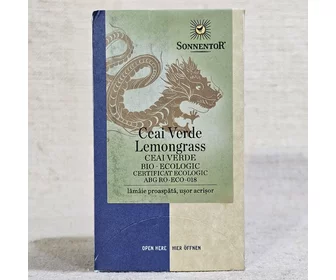 SONNENTOR
Ceai Verde
Lemongrass
CEAI VERDE
BIO - ECOLOGIC
CERTIFICAT ECOLOGIC
ABG RO-ECO-018
lămâie proaspătă, ușor acrișor
OPEN HERE HIER ÖFFNEN